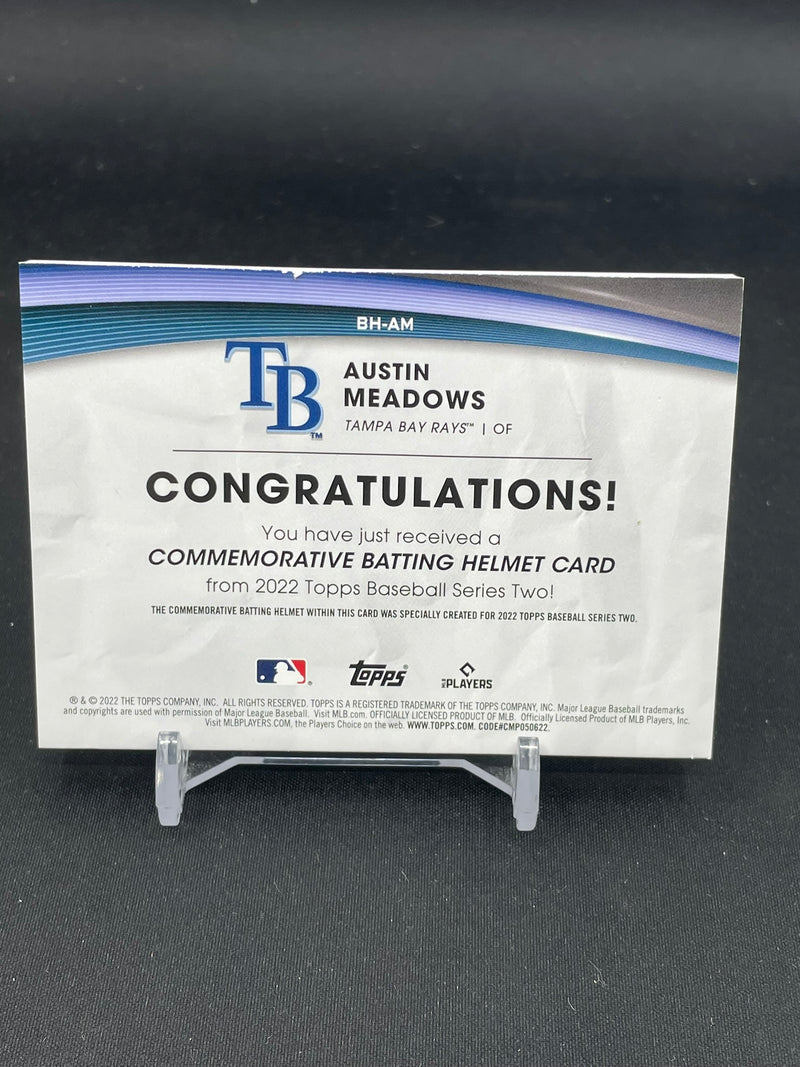 BH-AM
TB™
AUSTIN
MEADOWS
TAMPA BAY RAYS™ | OF
CONGRATULATIONS!
You have just received a
COMMEMORATIVE BATTING HELMET CARD
from 2022 Topps Baseball Series Two!
THE COMMEMORATIVE BATTING HELMET WITHIN THIS CARD WAS SPECIALLY CREATED FOR 2022 TOPPS BASEBALL SERIES TWO.
® Topps® MLB PLAYERS
® & © 2022 THE TOPPS COMPANY, INC. ALL RIGHTS RESERVED. TOPPS IS A REGISTERED TRADEMARK OF THE TOPPS COMPANY, INC. Major League Baseball trademarks
and copyrights are used with permission of Major League Baseball. Visit MLB.com. OFFICIALLY LICENSED PRODUCT OF MLB. Officially Licensed Product of MLB Players, Inc.
Visit MLBPLAYERS.COM, the Players Choice on the web. WWW.TOPPS.COM. CODE#CMP050622.